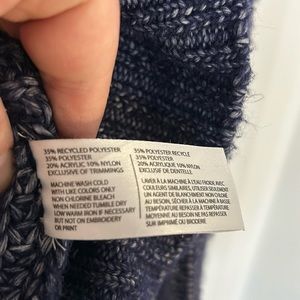 35% RECYCLED POLYESTER
35% POLYESTER
20% ACRYLIC 10% NYLON
EXCLUSIVE OF TRIMMINGS
MACHINE WASH COLD
WITH LIKE COLORS ONLY
NON CHLORINE BLEACH
WHEN NEEDED TUMBLE DRY
LOW WARM IRON IF NECESSARY
BUT NOT ON EMBROIDERY
OR PRINT
35% POLYESTER RECYCLÉ
35% POLYESTER
20% ACRYLIQUE 10% NYLON
EXCLUSIF DE DENTELLE.
LAVER À LA MACHINE À L'EAU FROIDE, AVEC
COULEURS SIMILAIRES, UTILISER UNIQUEMENT
UN AGENT DE BLANCHIMENT SANS CHLORE.
AU BESOIN, SÉCHER À LA MACHINE À BASSE
TEMPÉRATURE REPASSER À TEMPÉRATURE
MOYENNE AU BESOIN NE PAS REPASSER
SUR IMPRIMÉ OU BRODERIE